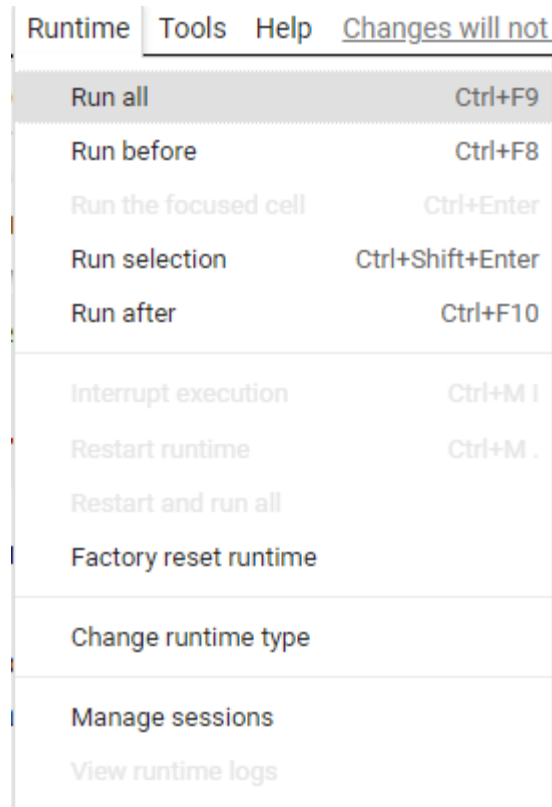 Runtime Tools Help Changes will not
Run all Ctrl+F9
Run before Ctrl+F8
Run the focused cell Ctrl+Enter
Run selection Ctrl+Shift+Enter
Run after Ctrl+F10
Interrupt execution Ctrl+M I
Restart runtime Ctrl+M .
Restart and run all
Factory reset runtime
Change runtime type
Manage sessions
View runtime logs